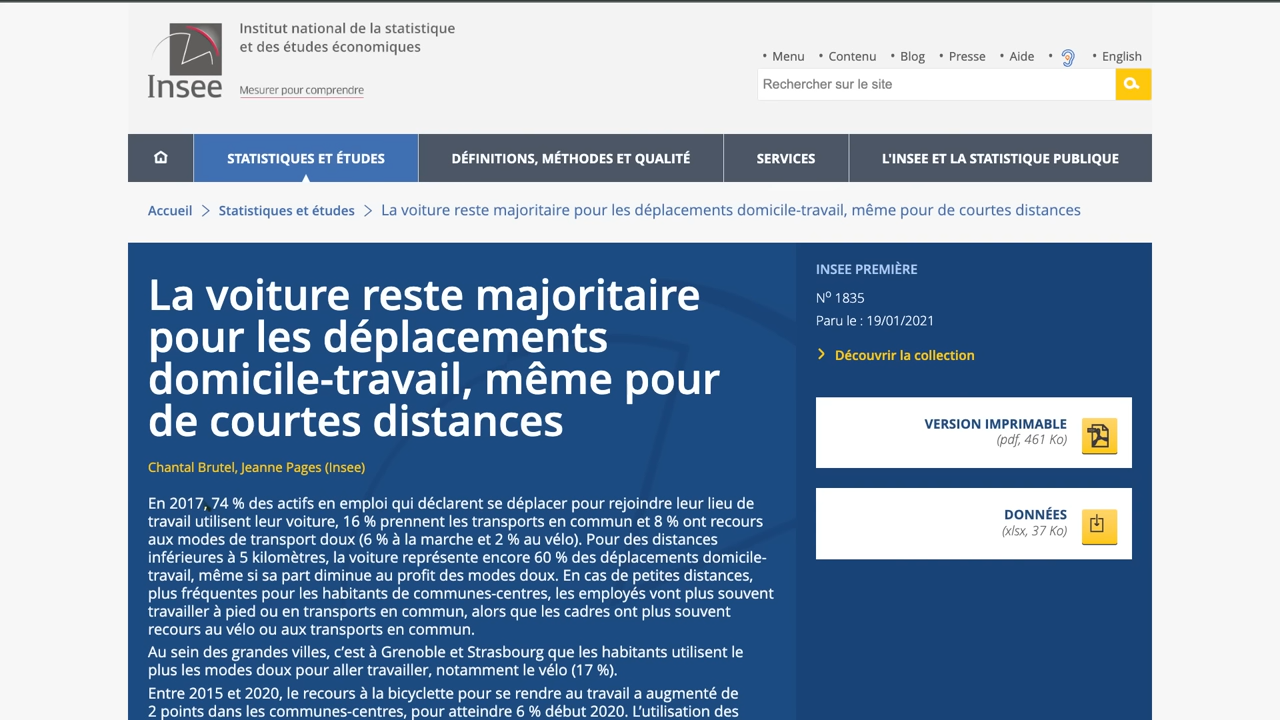 Institut national de la statistique
et des études économiques
Insee
Mesurer pour comprendre
• Menu • Contenu • Blog • Presse • Aide • • English
Rechercher sur le site
STATISTIQUES ET ÉTUDES
DÉFINITIONS, MÉTHODES ET QUALITÉ
SERVICES
L'INSEE ET LA STATISTIQUE PUBLIQUE
Accueil > Statistiques et études > La voiture reste majoritaire pour les déplacements domicile-travail, même pour de courtes distances
La voiture reste majoritaire
pour les déplacements
domicile-travail, même pour
de courtes distances
Chantal Brutel, Jeanne Pages (Insee)
En 2017, 74 % des actifs en emploi qui déclarent se déplacer pour rejoindre leur lieu de
travail utilisent leur voiture, 16 % prennent les transports en commun et 8 % ont recours
aux modes de transport doux (6 % à la marche et 2 % au vélo). Pour des distances
inférieures à 5 kilomètres, la voiture représente encore 60 % des déplacements domicile-
travail, même si sa part diminue au profit des modes doux. En cas de petites distances,
plus fréquentes pour les habitants de communes-centres, les employés vont plus souvent
travailler à pied ou en transports en commun, alors que les cadres ont plus souvent
recours au vélo ou aux transports en commun.
Au sein des grandes villes, c’est à Grenoble et Strasbourg que les habitants utilisent le
plus les modes doux pour aller travailler, notamment le vélo (17 %).
Entre 2015 et 2020, le recours à la bicyclette pour se rendre au travail a augmenté de
2 points dans les communes-centres, pour atteindre 6 % début 2020. L’utilisation des
INSEE PREMIÈRE
Nº 1835
Paru le : 19/01/2021
Découvrir la collection
VERSION IMPRIMABLE
(pdf, 461 Ko)
DONNÉES
(xlsx, 37 Ko)